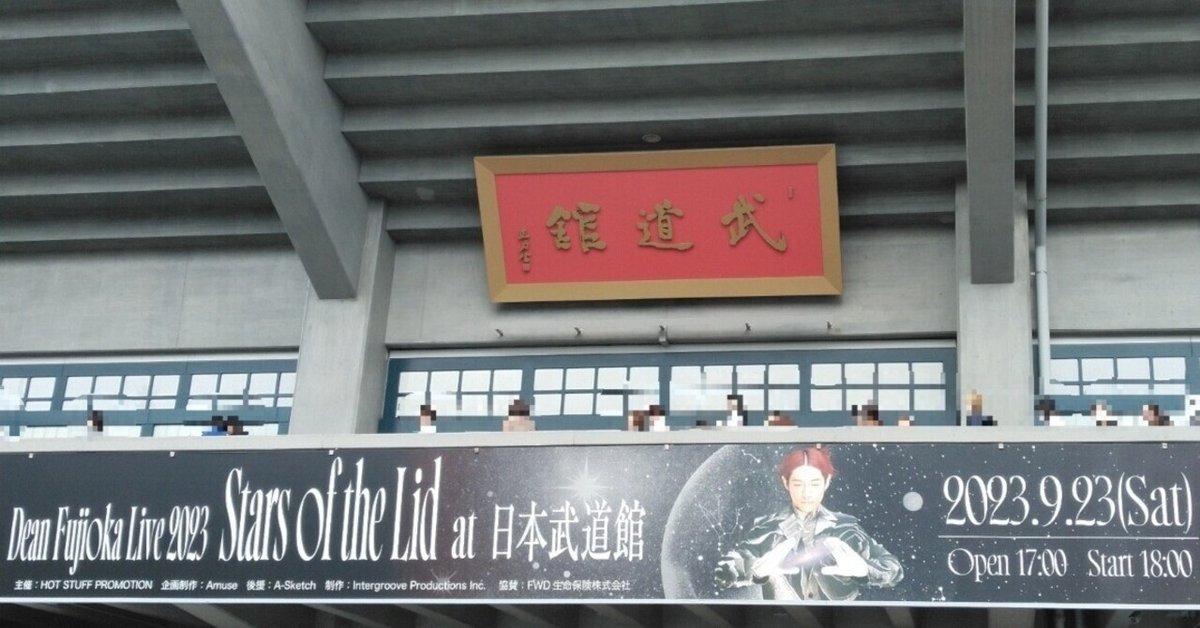 武道館
Dean Fujioka Live 2023 Stars of the Lid at 日本武道館
主催：HOT STUFF PROMOTION 企画制作：Amuse 後援：A-Sketch 制作：Intergroove Productions Inc. 協賛：FWD 生命保険株式会社
2023.9.23(Sat)
Open 17:00 Start 18:00